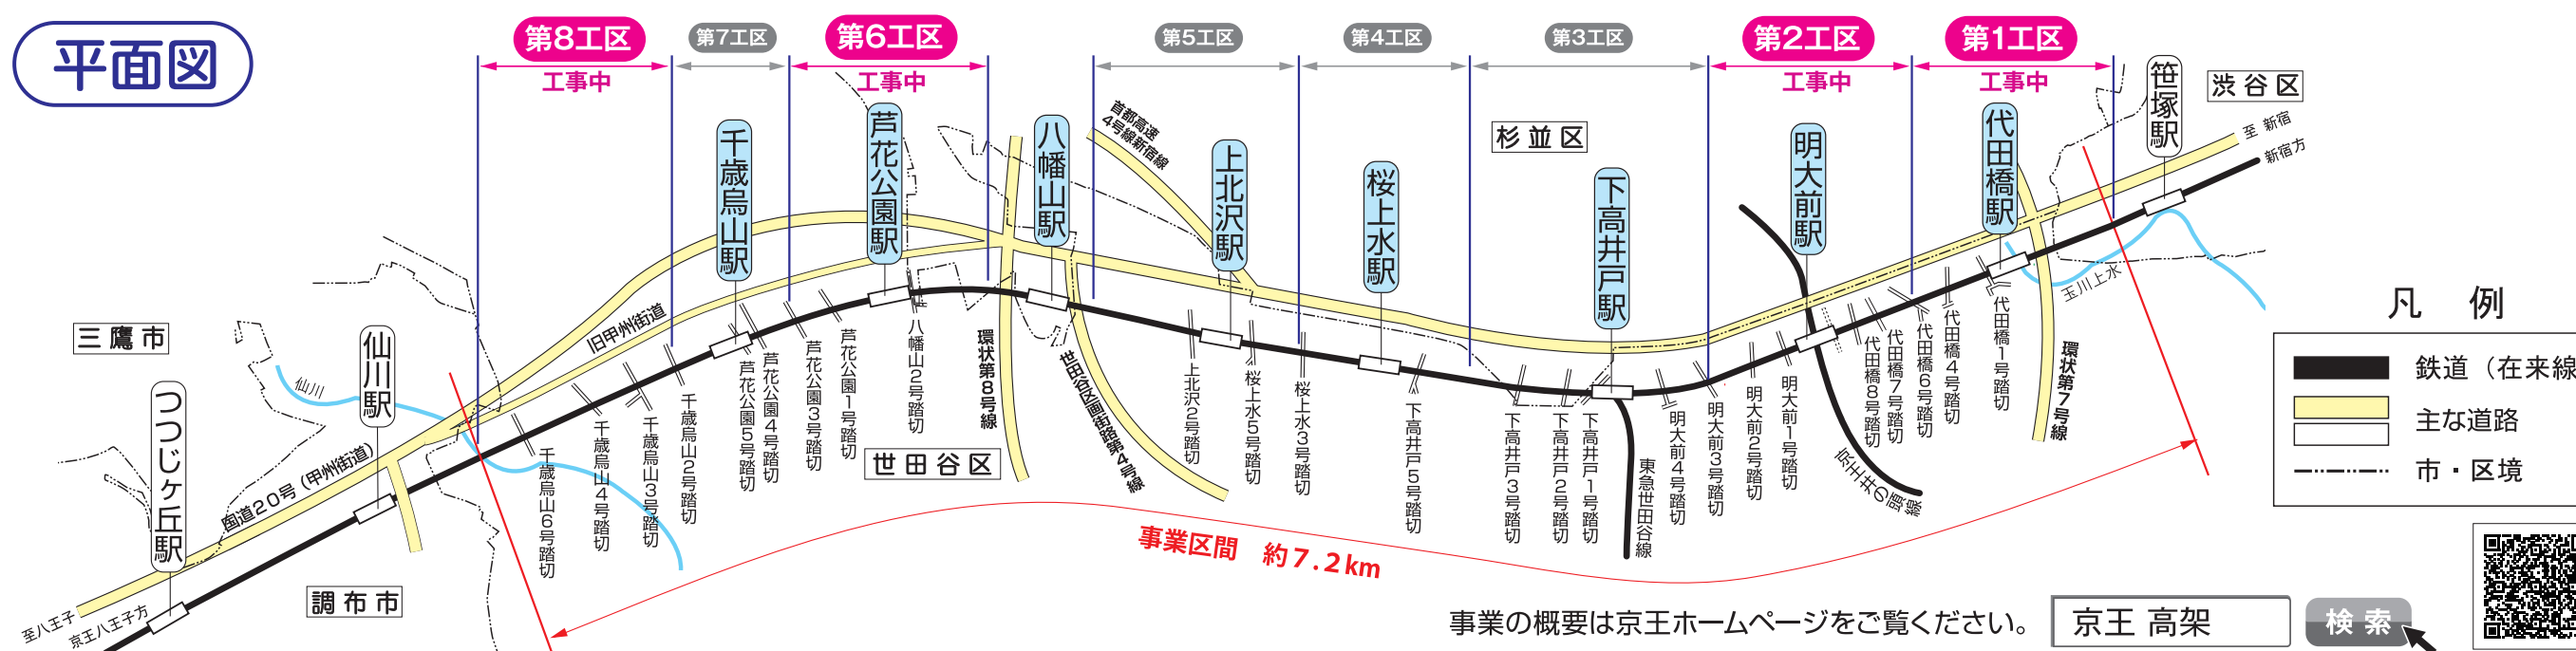 平面図
第8工区
工事中
第7工区
第6工区
工事中
第5工区
第4工区
第3工区
第2工区
工事中
第1工区
工事中
渋谷区
杉並区
世田谷区
三鷹市
調布市
つつじヶ丘駅
仙川駅
千歳烏山駅
芦花公園駅
八幡山駅
上北沢駅
桜上水駅
下高井戸駅
明大前駅
代田橋駅
笹塚駅
至 新宿
新宿方
至八王子
京王八王子方
国道20号(甲州街道)
旧甲州街道
仙川
首都高速
4号線新宿線
環状第8号線
世田谷区画街路第4号線
東急世田谷線
京王井の頭線
環状第7号線
玉川上水
千歳烏山6号踏切
千歳烏山4号踏切
千歳烏山3号踏切
千歳烏山2号踏切
芦花公園5号踏切
芦花公園4号踏切
芦花公園3号踏切
芦花公園1号踏切
八幡山2号踏切
上北沢2号踏切
桜上水5号踏切
桜上水3号踏切
下高井戸5号踏切
下高井戸3号踏切
下高井戸2号踏切
下高井戸1号踏切
明大前4号踏切
明大前3号踏切
明大前2号踏切
明大前1号踏切
代田橋8号踏切
代田橋7号踏切
代田橋6号踏切
代田橋4号踏切
代田橋1号踏切
事業区間 約7.2km
凡 例
鉄道(在来線
主な道路
市・区境
事業の概要は京王ホームページをご覧ください。
京王 高架
検索